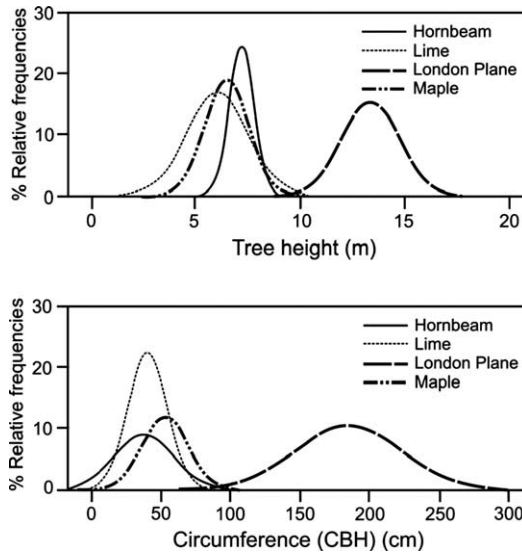 % Relative frequencies
30
20
10
0
Hornbeam
Lime
London Plane
Maple
0 5 10 15 20
Tree height (m)
% Relative frequencies
30
20
10
0
Hornbeam
Lime
London Plane
Maple
0 50 100 150 200 250 300
Circumference (CBH) (cm)